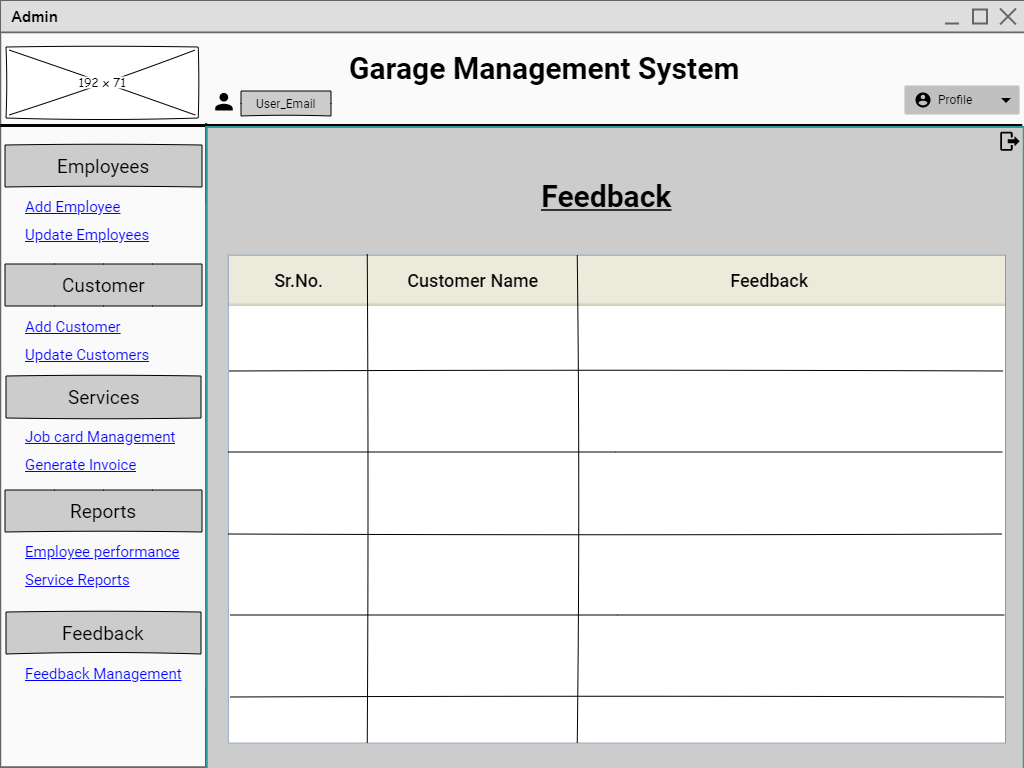 Admin
192 x 71
Garage Management System
User_Email
Profile
Employees
Add Employee
Update Employees
Customer
Add Customer
Update Customers
Services
Job card Management
Generate Invoice
Reports
Employee performance
Service Reports
Feedback
Feedback Management
Feedback
Sr.No. Customer Name Feedback